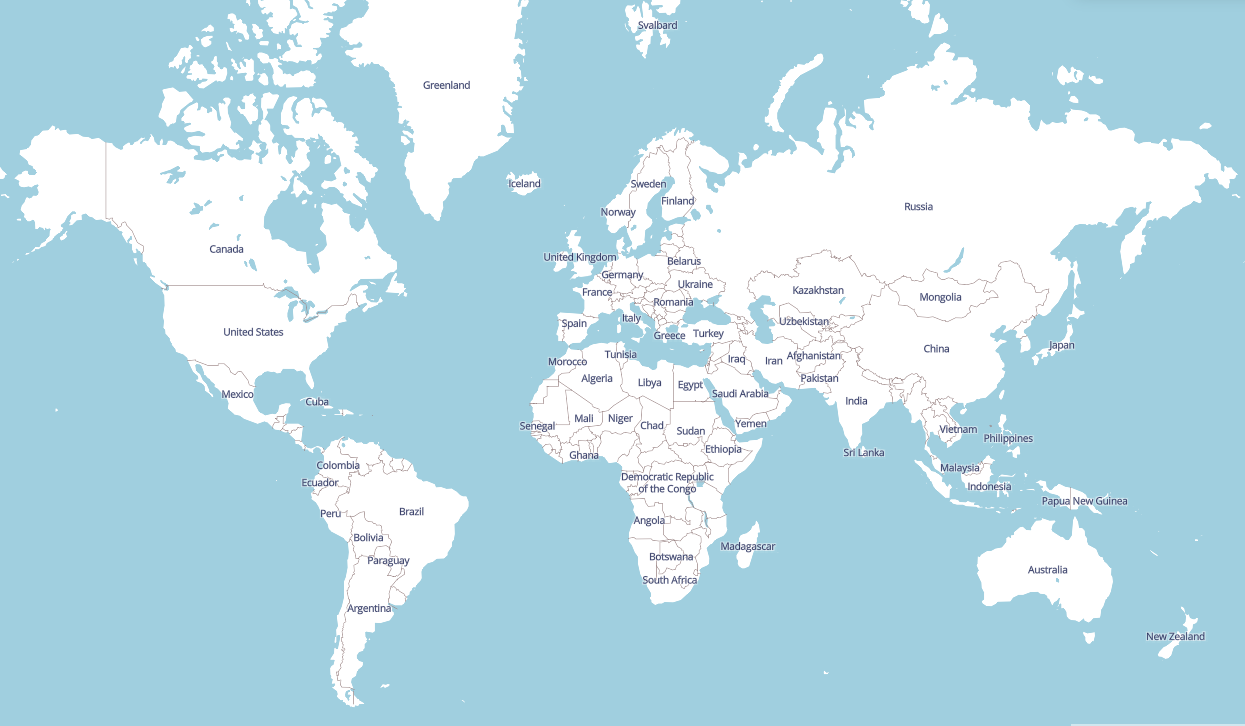 Svalbard
Greenland
Iceland
Sweden
Finland
Norway
Russia
Canada
United Kingdom
Belarus
Germany
Ukraine
France
Kazakhstan
Mongolia
Romania
Italy
Spain
Uzbekistan
United States
Greece
Turkey
Japan
China
Tunisia
Morocco
Iraq
Iran
Afghanistan
Algeria
Libya
Egypt
Pakistan
Mexico
Saudi Arabia
Cuba
India
Mali
Niger
Senegal
Chad
Sudan
Yemen
Vietnam
Philippines
Ethiopia
Sri Lanka
Ghana
Colombia
Malaysia
Democratic Republic
of the Congo
Ecuador
Indonesia
Papua New Guinea
Peru
Brazil
Angola
Bolivia
Madagascar
Botswana
Paraguay
Australia
South Africa
Argentina
New Zealand